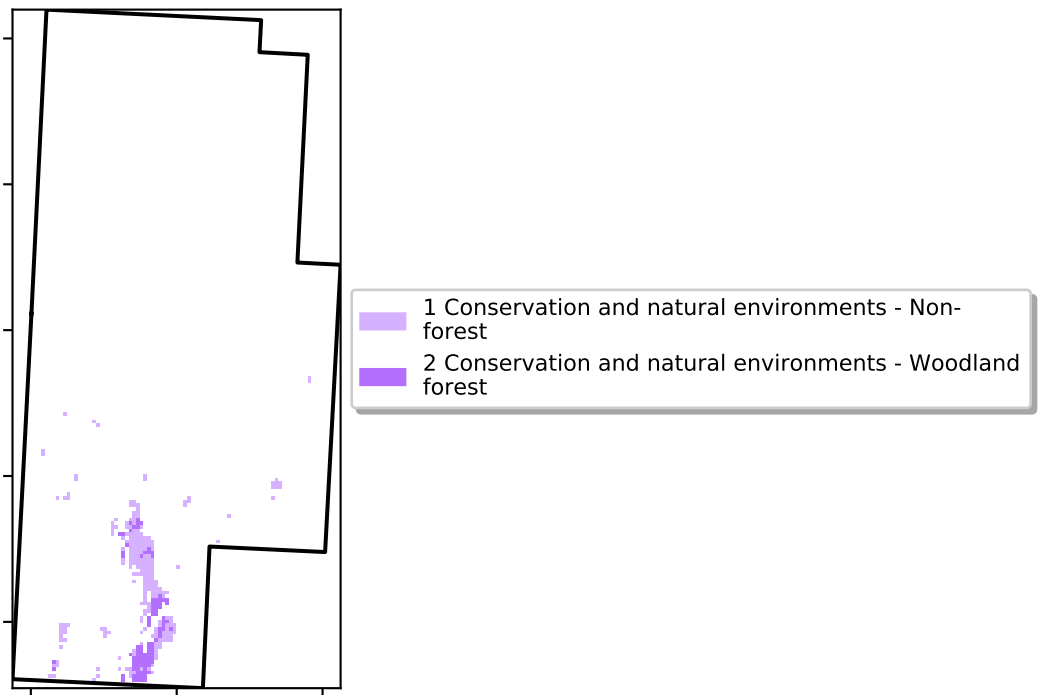 1 Conservation and natural environments - Non-
forest
2 Conservation and natural environments - Woodland
forest